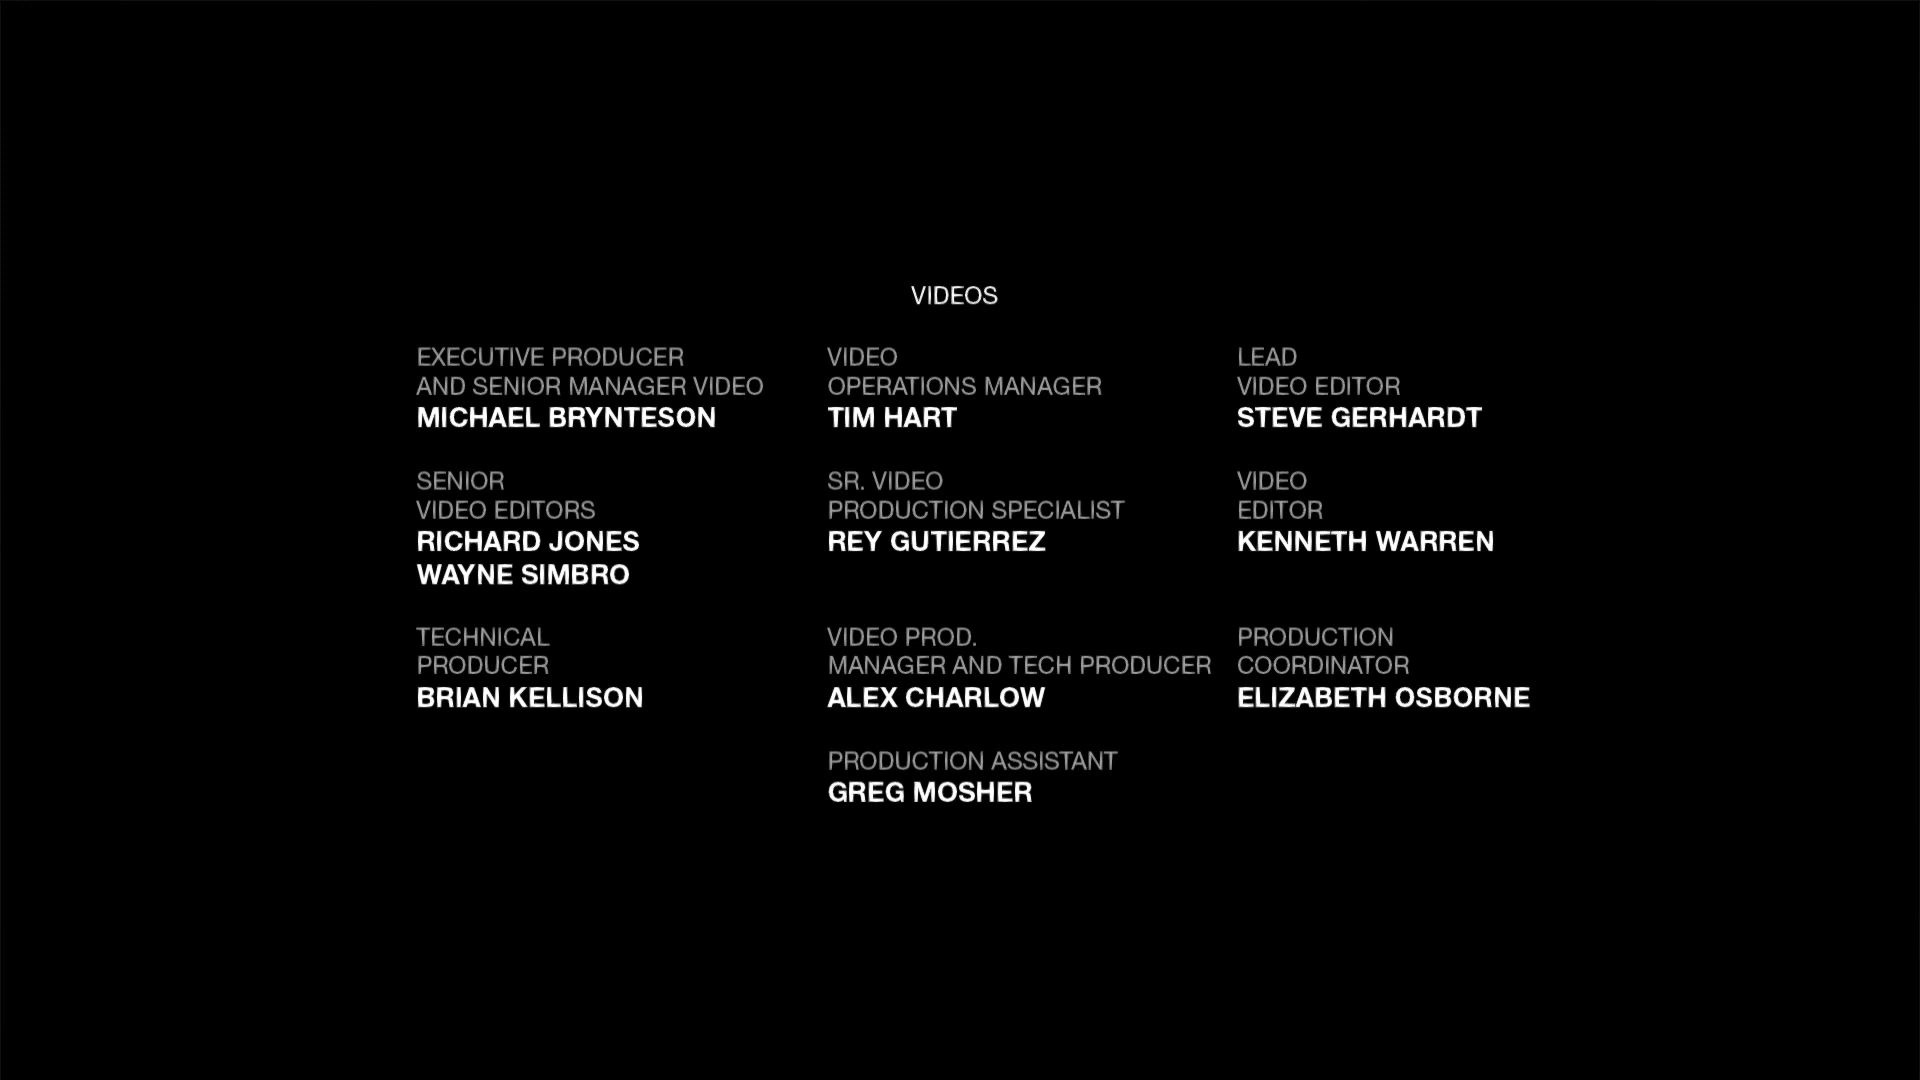 VIDEOS
EXECUTIVE PRODUCER
AND SENIOR MANAGER VIDEO
MICHAEL BRYNTESON
VIDEO
OPERATIONS MANAGER
TIM HART
LEAD
VIDEO EDITOR
STEVE GERHARDT
SENIOR
VIDEO EDITORS
RICHARD JONES
WAYNE SIMBRO
SR. VIDEO
PRODUCTION SPECIALIST
REY GUTIERREZ
VIDEO
EDITOR
KENNETH WARREN
TECHNICAL
PRODUCER
BRIAN KELLISON
VIDEO PROD.
MANAGER AND TECH PRODUCER
ALEX CHARLOW
PRODUCTION
COORDINATOR
ELIZABETH OSBORNE
PRODUCTION ASSISTANT
GREG MOSHER